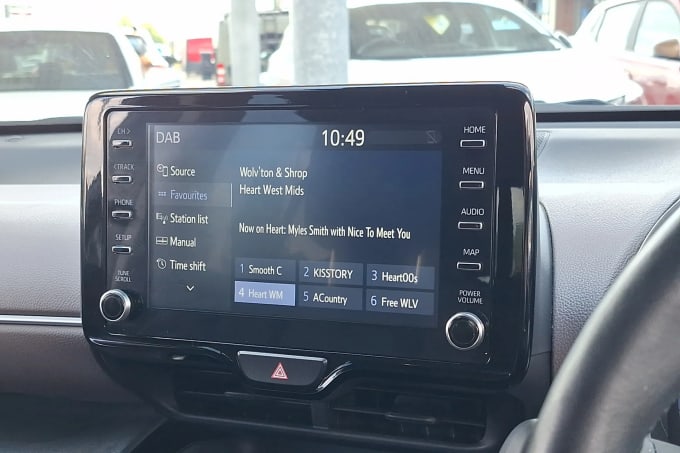 DAB
10:49
Source
Favourites
Station list
Manual
Time shift
Wolv'ton & Shrop
Heart West Mids
Now on Heart: Myles Smith with Nice To Meet You
1 Smooth C
2 KISSTORY
3 Heart00s
4 Heart WM
5 ACountry
6 Free WLV
CH >
< TRACK
PHONE
SETUP
TUNE
SCROLL
HOME
MENU
AUDIO
MAP
POWER
VOLUME